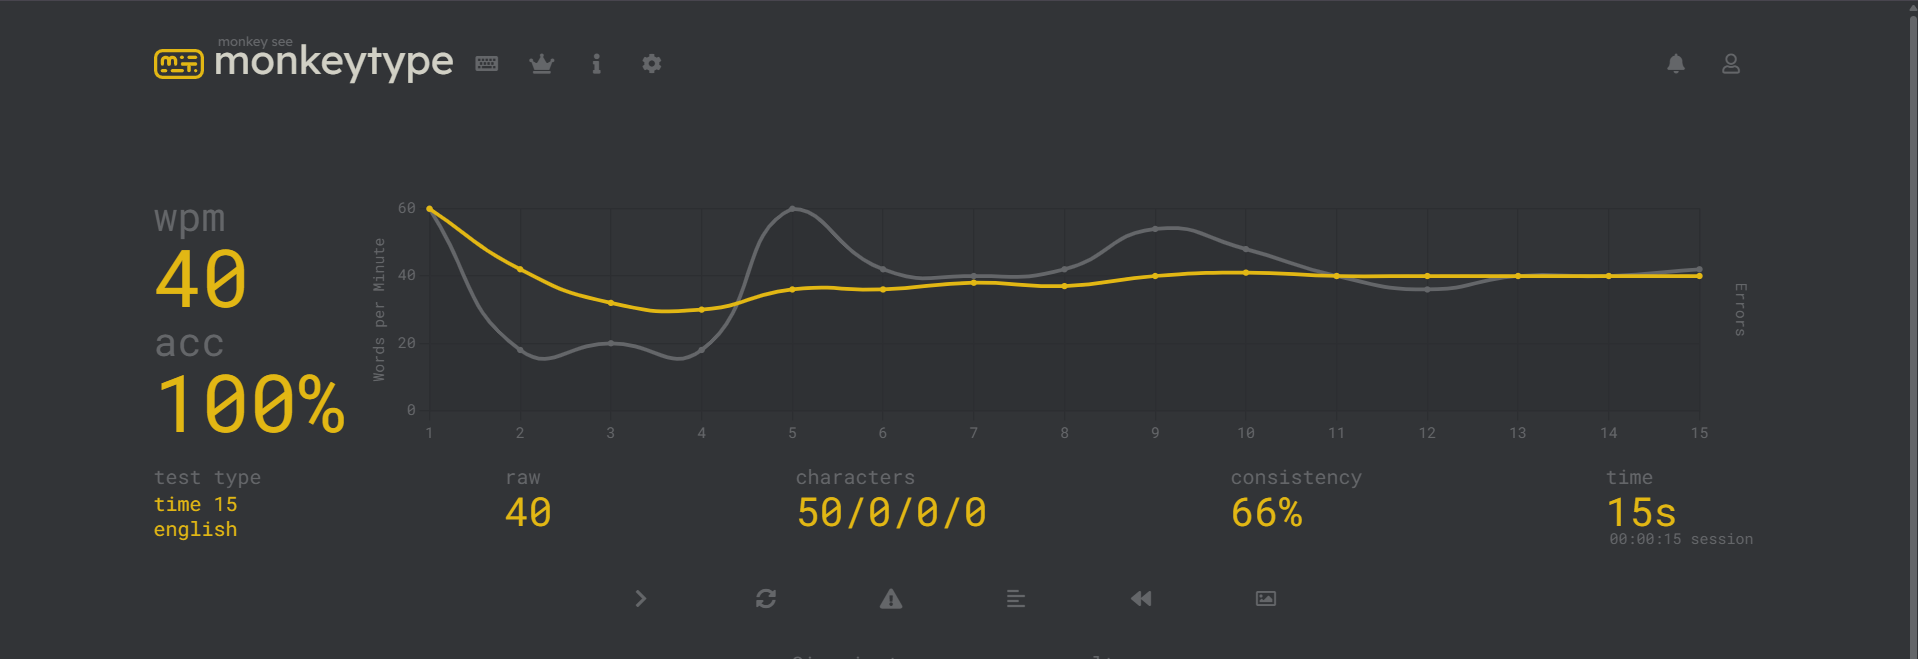 monkey see
monkeytype
wpm
40
acc
100%
Words per Minute
60
40
20
0
1 2 3 4 5 6 7 8 9 10 11 12 13 14 15
Errors
test type
time 15
english
raw
40
characters
50/0/0/0
consistency
66%
time
15s
00:00:15 session